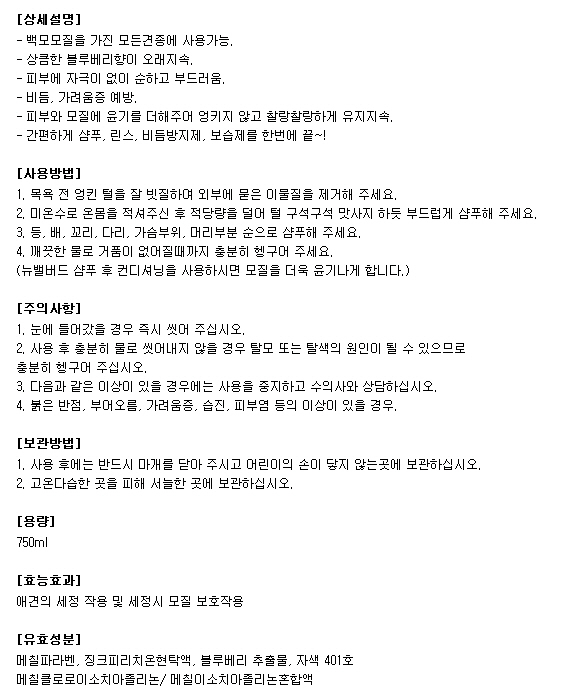 [상세설명]
- 백모모질을 가진 모든견종에 사용가능.
- 상큼한 블루베리향이 오래지속.
- 피부에 자극이 없이 순하고 부드러움.
- 비듬, 가려움증 예방.
- 피부와 모질에 윤기를 더해주어 엉키지 않고 찰랑찰랑하게 유지지속.
- 간편하게 샴푸, 린스, 비듬방지제, 보습제를 한번에 끝~!
[사용방법]
1. 목욕 전 엉킨 털을 잘 빗질하여 외부에 묻은 이물질을 제거해 주세요.
2. 미온수로 온몸을 적셔주신 후 적당량을 덜어 털 구석구석 맛사지 하듯 부드럽게 샴푸해 주세요.
3. 등, 배, 꼬리, 다리, 가슴부위, 머리부분 순으로 샴푸해 주세요.
4. 깨끗한 물로 거품이 없어질때까지 충분히 헹구어 주세요.
(뉴밸버드 샴푸 후 컨디셔닝을 사용하시면 모질을 더욱 윤기나게 합니다.)
[주의사항]
1. 눈에 들어갔을 경우 즉시 씻어 주십시오.
2. 사용 후 충분히 물로 씻어내지 않을 경우 탈모 또는 탈색의 원인이 될 수 있으므로
충분히 헹구어 주십시오.
3. 다음과 같은 이상이 있을 경우에는 사용을 중지하고 수의사와 상담하십시오.
4. 붉은 반점, 부어오름, 가려움증, 습진, 피부염 등의 이상이 있을 경우.
[보관방법]
1. 사용 후에는 반드시 마개를 닫아 주시고 어린이의 손이 닿지 않는곳에 보관하십시오.
2. 고온다습한 곳을 피해 서늘한 곳에 보관하십시오.
[용량]
750ml
[효능효과]
애견의 세정 작용 및 세정시 모질 보호작용
[유효성분]
메칠파라벤, 징크피리치온현탁액, 블루베리 추출물, 자색 401호
메칠클로로이소치아졸리논/ 메칠이소치아졸리논혼합액